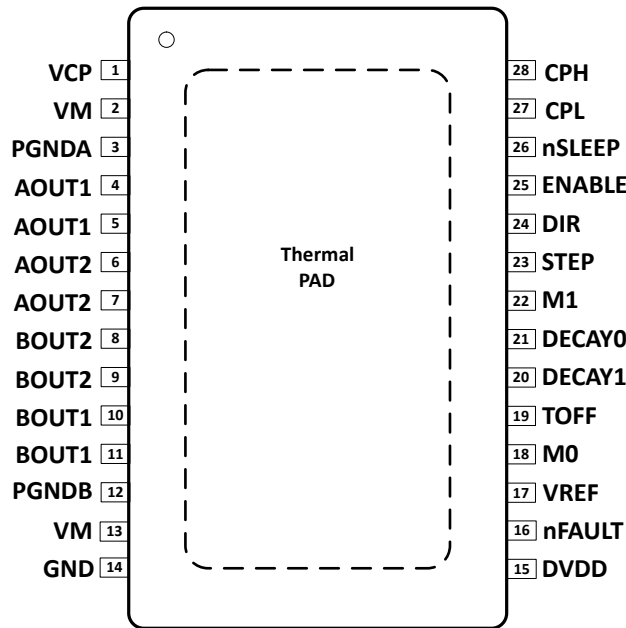 VCP 1
VM 2
PGNDA 3
AOUT1 4
AOUT1 5
AOUT2 6
AOUT2 7
BOUT2 8
BOUT2 9
BOUT1 10
BOUT1 11
PGNDB 12
VM 13
GND 14
Thermal
PAD
28 CPH
27 CPL
26 nSLEEP
25 ENABLE
24 DIR
23 STEP
22 M1
21 DECAY0
20 DECAY1
19 TOFF
18 M0
17 VREF
16 nFAULT
15 DVDD